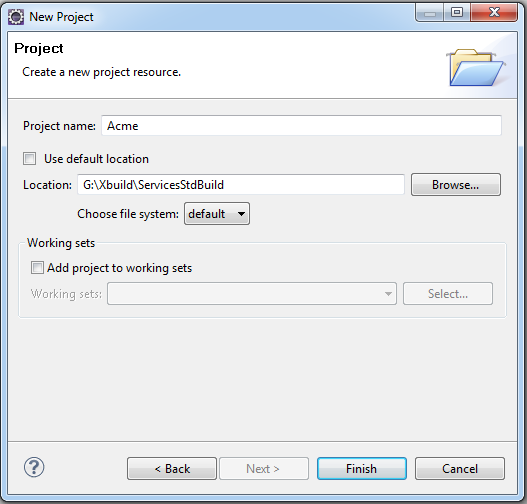 New Project
Project
Create a new project resource.
Project name: Acme
Use default location
Location: G:\Xbuild\ServicesStdBuild Browse...
Choose file system: default
Working sets
Add project to working sets
Working sets: Select...
? < Back Next > Finish Cancel